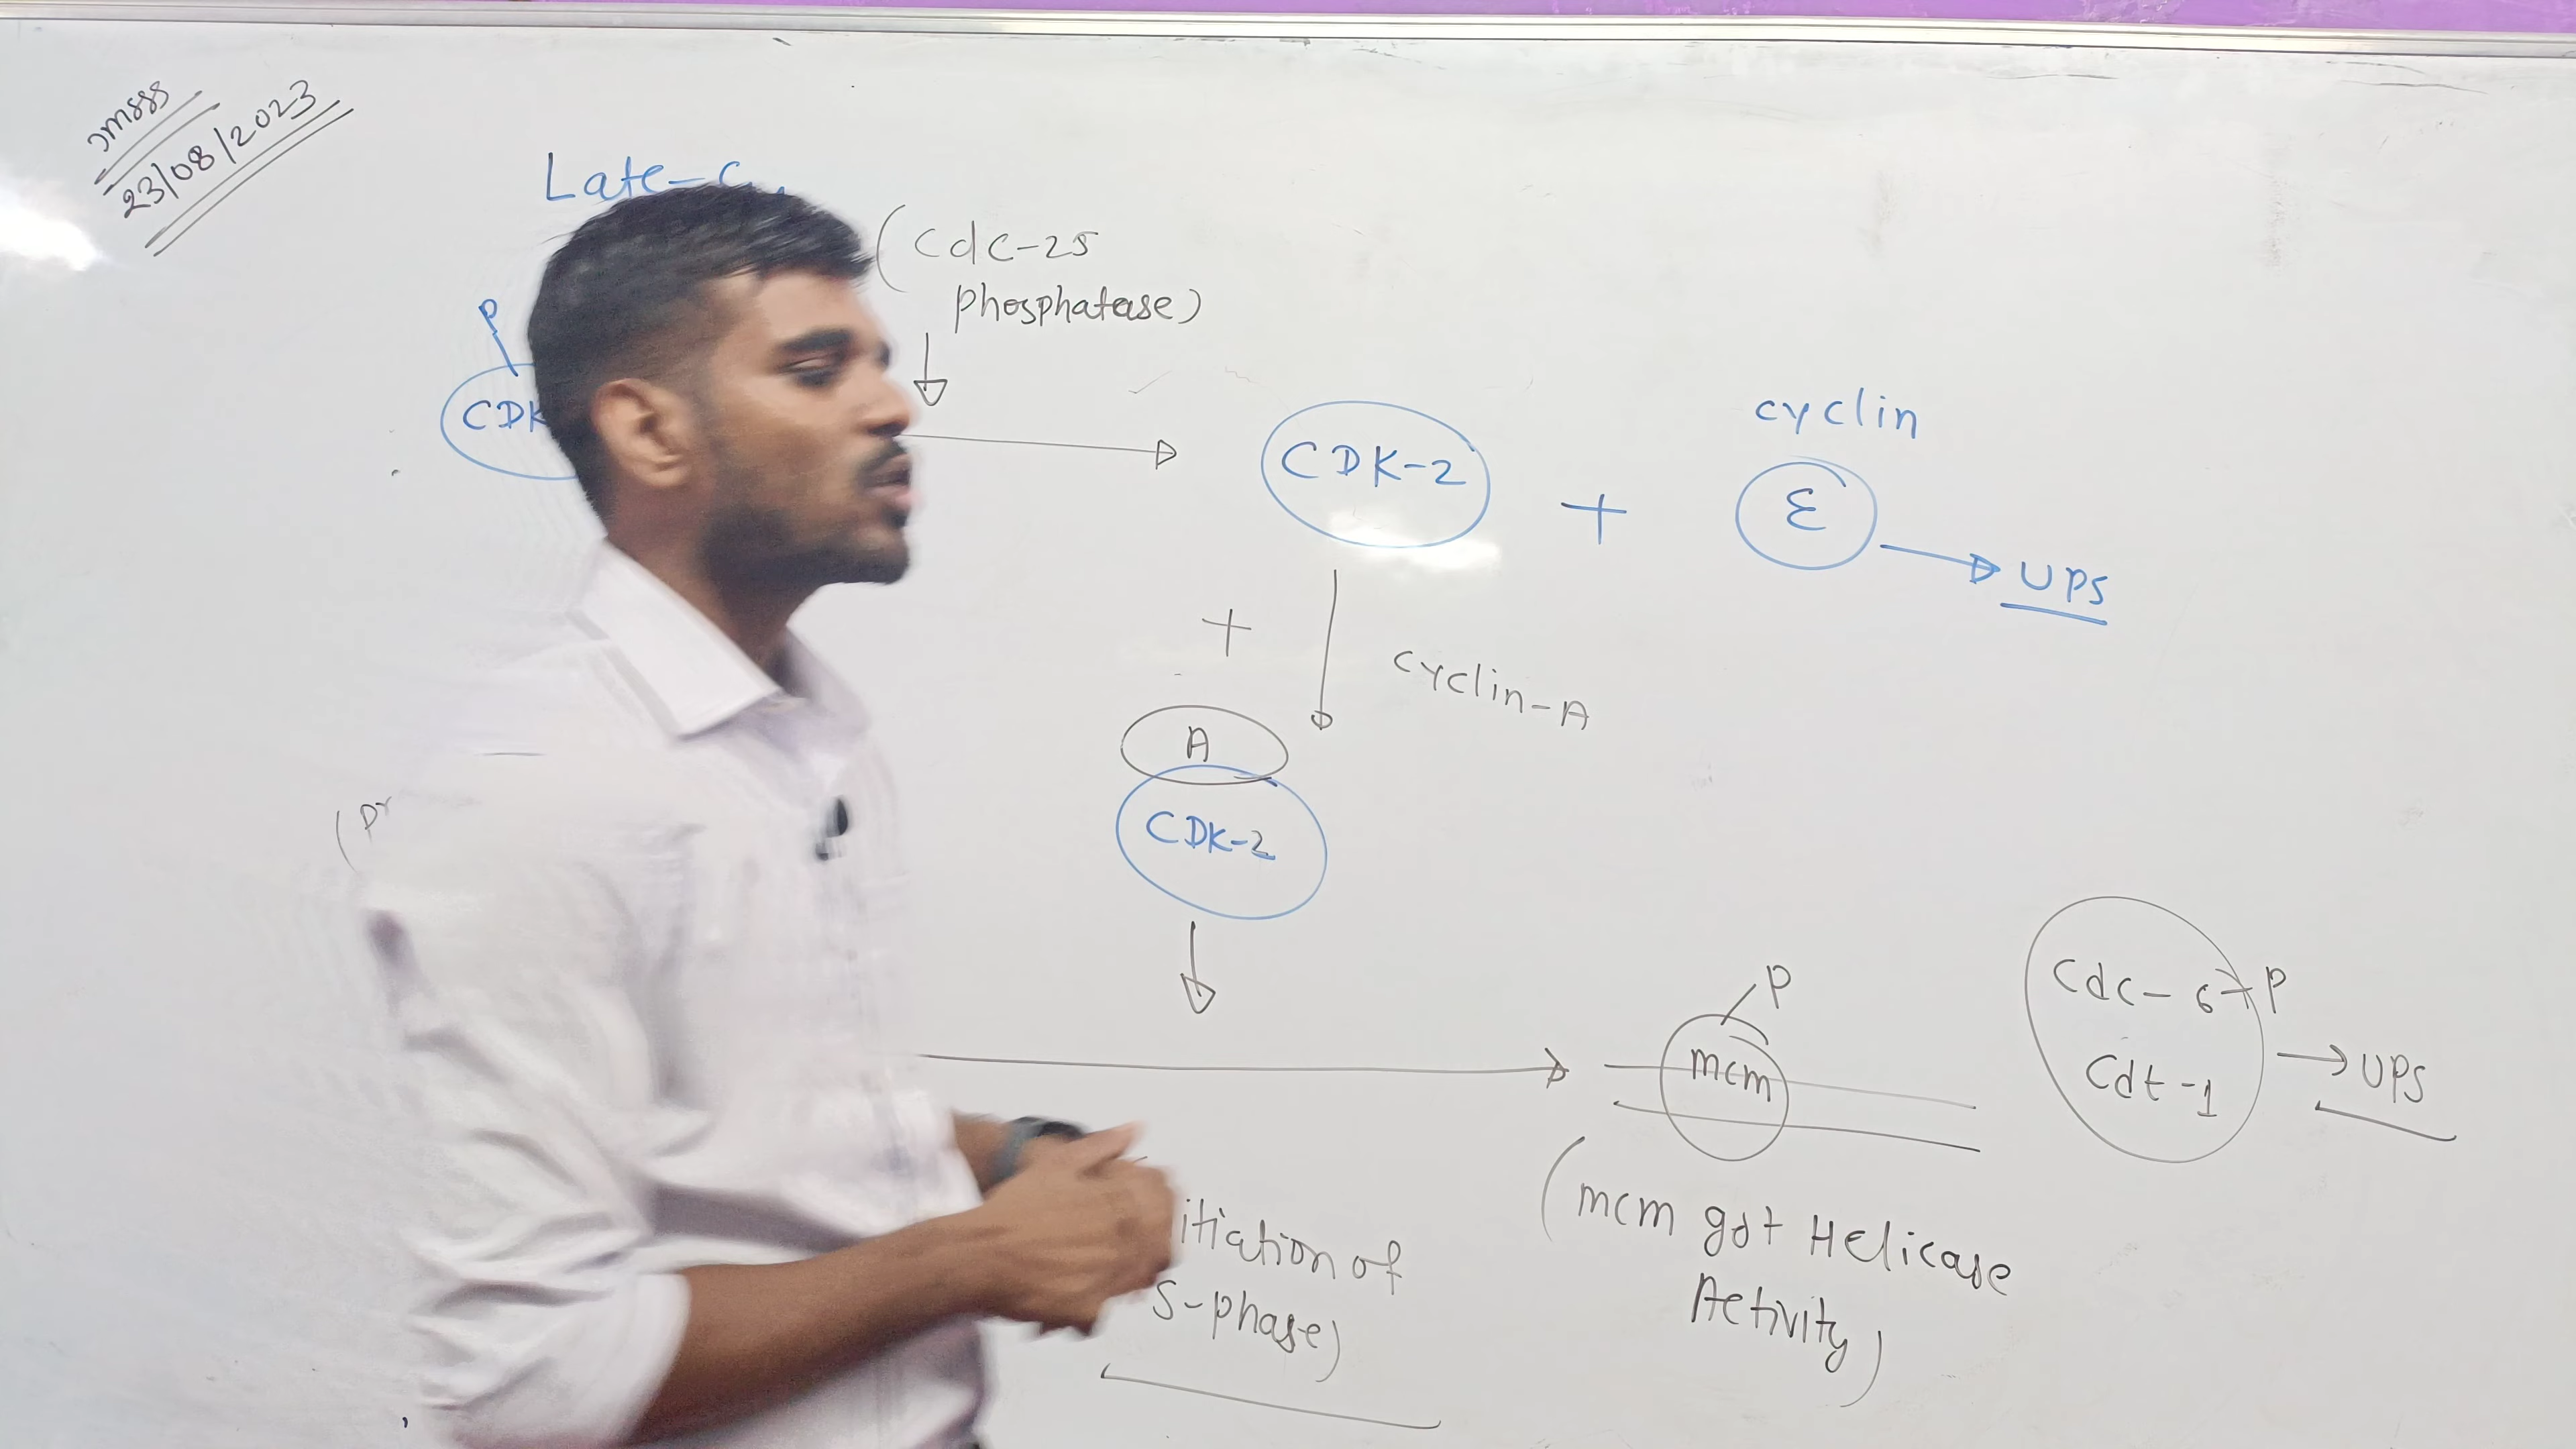 23/08/2023
Late-G
(Cdc-25
phosphatase)
P
CDK
CDK-2
+
cyclin
E
UPS
+
cyclin-A
A
CDK-2
(pr
P
mcm
Cdc-6-P
Cdt-1
UPS
itiation of
S-phase)
(mcm got Helicase
Activity)